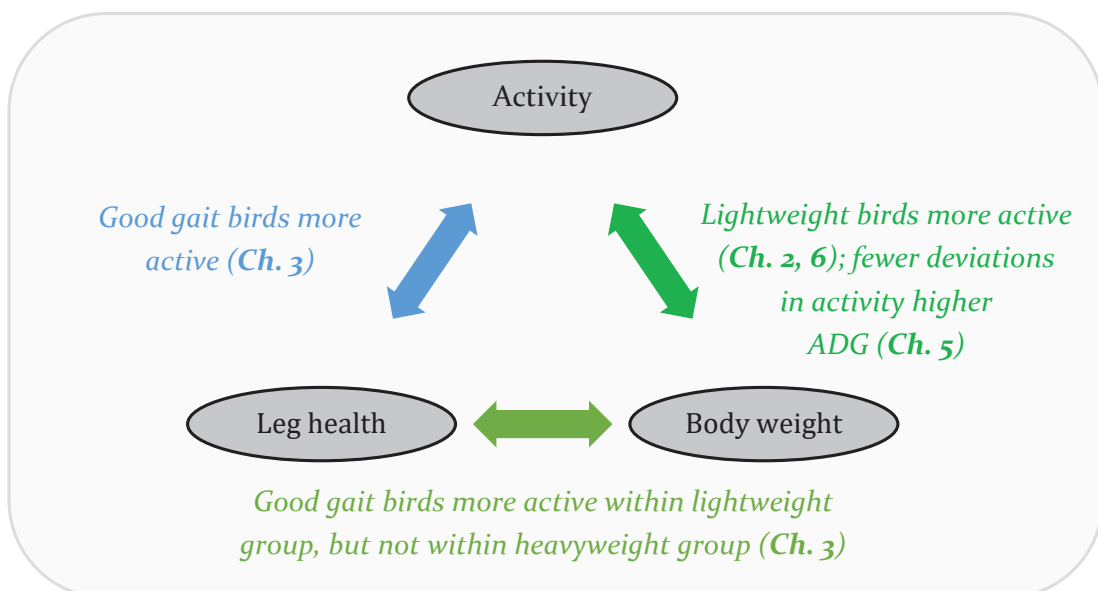 Activity
Good gait birds more
active (Ch. 3)
Lightweight birds more active
(Ch. 2, 6); fewer deviations
in activity higher
ADG (Ch. 5)
Leg health
Body weight
Good gait birds more active within lightweight
group, but not within heavyweight group (Ch. 3)